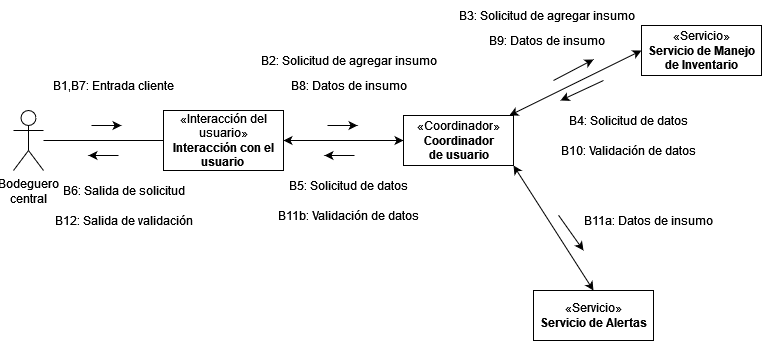 B3: Solicitud de agregar insumo
B9: Datos de insumo
«Servicio»
Servicio de Manejo
de Inventario
B2: Solicitud de agregar insumo
B8: Datos de insumo
B1,B7: Entrada cliente
«Interacción del
usuario»
Interacción con el
usuario
«Coordinador»
Coordinador
de usuario
B4: Solicitud de datos
B10: Validación de datos
Bodeguero
central
B6: Salida de solicitud
B12: Salida de validación
B5: Solicitud de datos
B11b: Validación de datos
B11a: Datos de insumo
«Servicio»
Servicio de Alertas